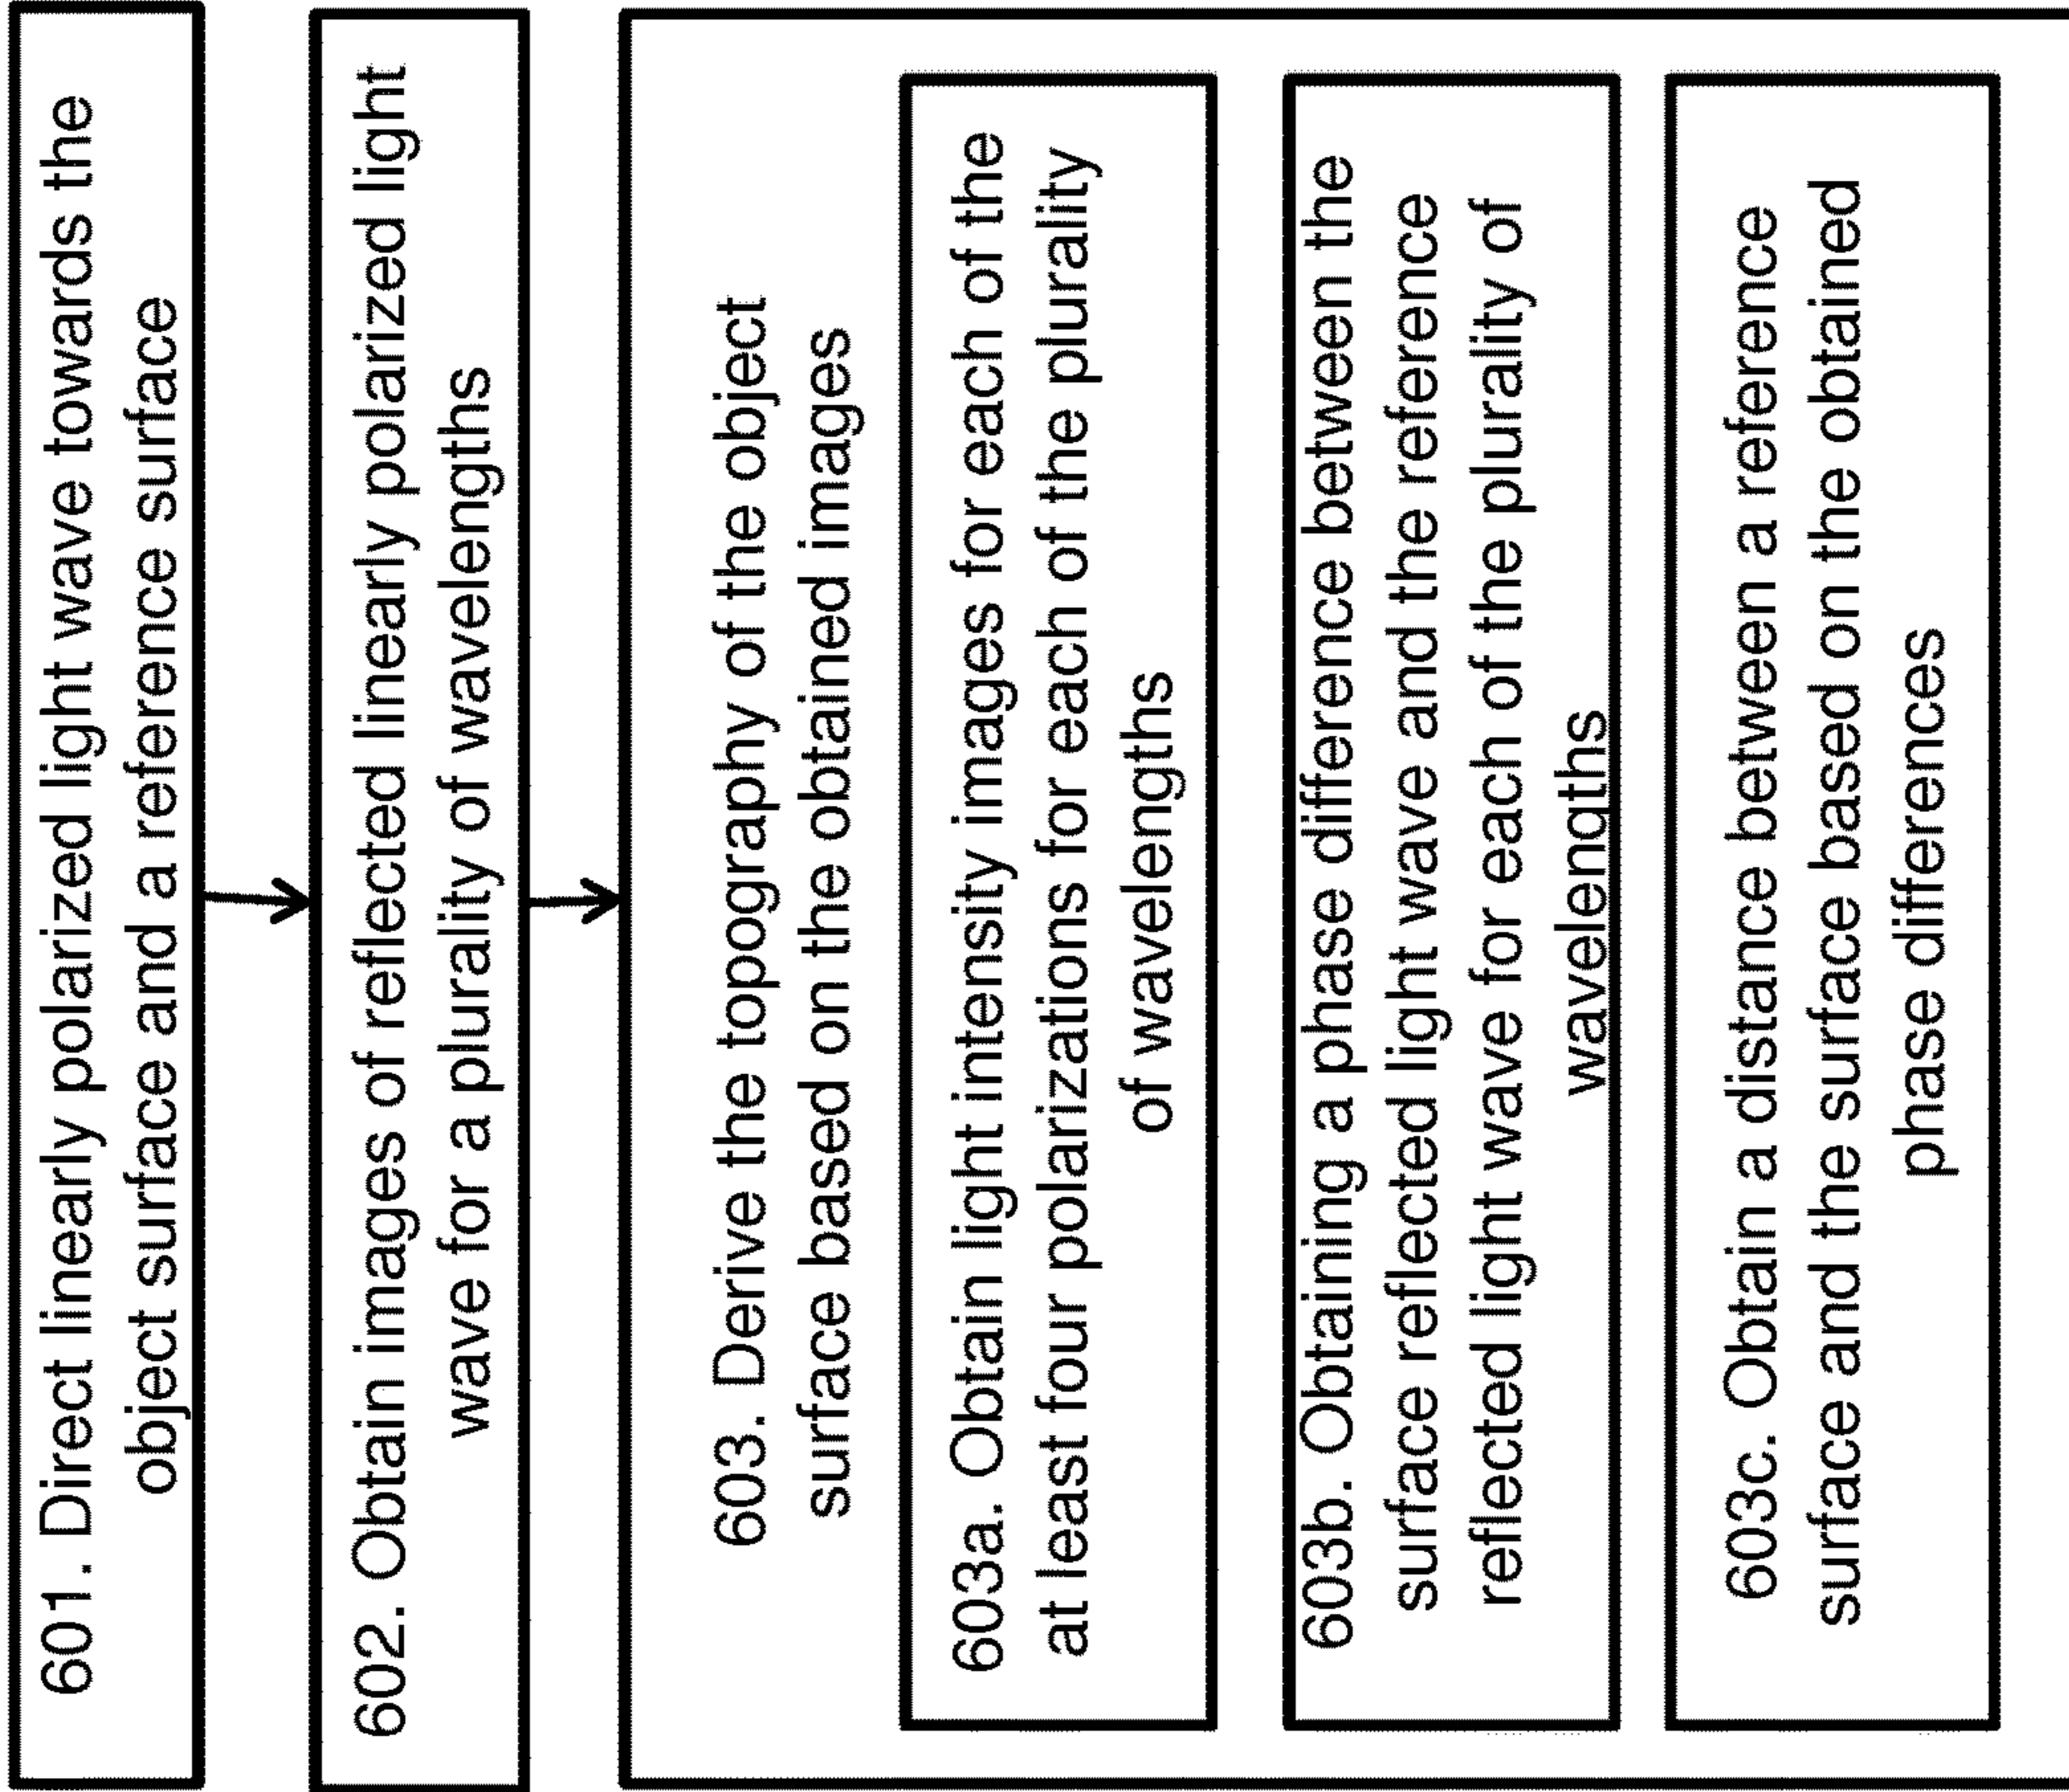 601. Direct linearly polarized light wave towards the
object surface and a reference surface
602. Obtain images of reflected linearly polarized light
wave for a plurality of wavelengths
603. Derive the topography of the object
surface based on the obtained images
603a. Obtain light intensity images for each of the
at least four polarizations for each of the plurality
of wavelengths
603b. Obtaining a phase difference between the
surface reflected light wave and the reference
reflected light wave for each of the plurality of
wavelengths
603c. Obtain a distance between a reference
surface and the surface based on the obtained
phase differences